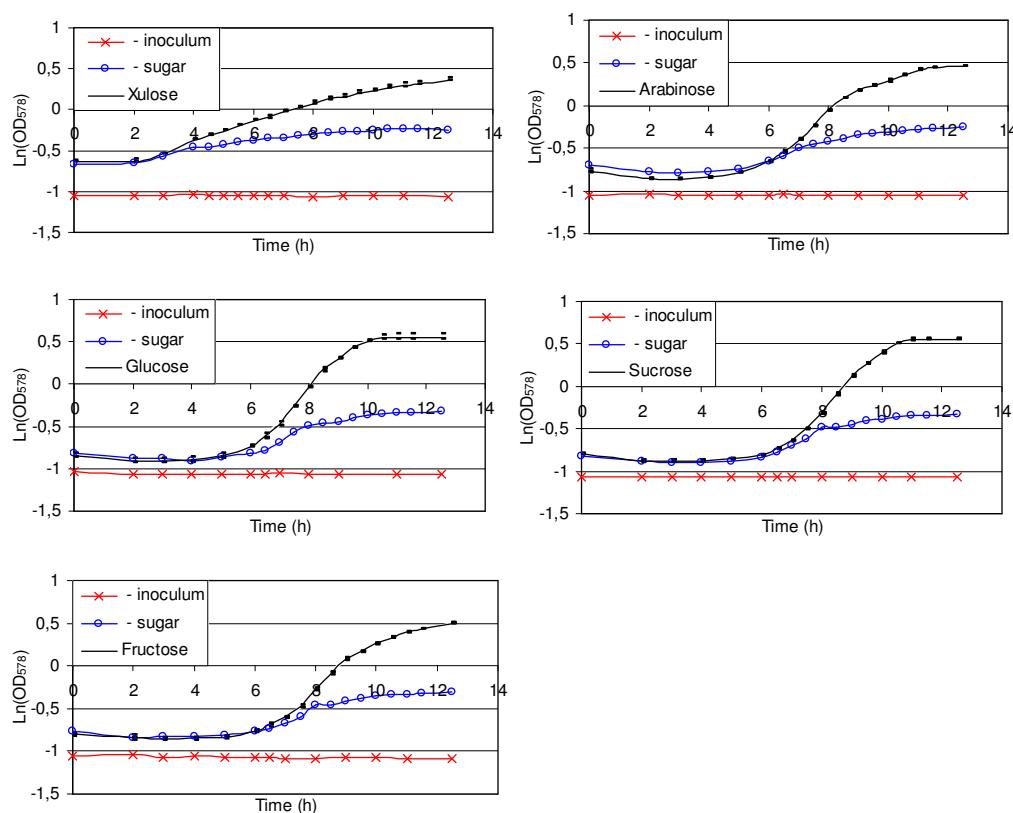 1
0,5
0
-0,5
-1
-1,5
Ln(OD578)
- inoculum
- sugar
Xulose
0 2 4 6 8 10 12 14
Time (h)
1
0,5
0
-0,5
-1
-1,5
Ln(OD578)
- inoculum
- sugar
Arabinose
0 2 4 6 8 10 12 14
Time (h)
1
0,5
0
-0,5
-1
-1,5
Ln(OD578)
- inoculum
- sugar
Glucose
0 2 4 6 8 10 12 14
Time (h)
1
0,5
0
-0,5
-1
-1,5
Ln(OD578)
- inoculum
- sugar
Sucrose
0 2 4 6 8 10 12 14
Time (h)
1
0,5
0
-0,5
-1
-1,5
Ln(OD578)
- inoculum
- sugar
Fructose
0 2 4 6 8 10 12 14
Time (h)